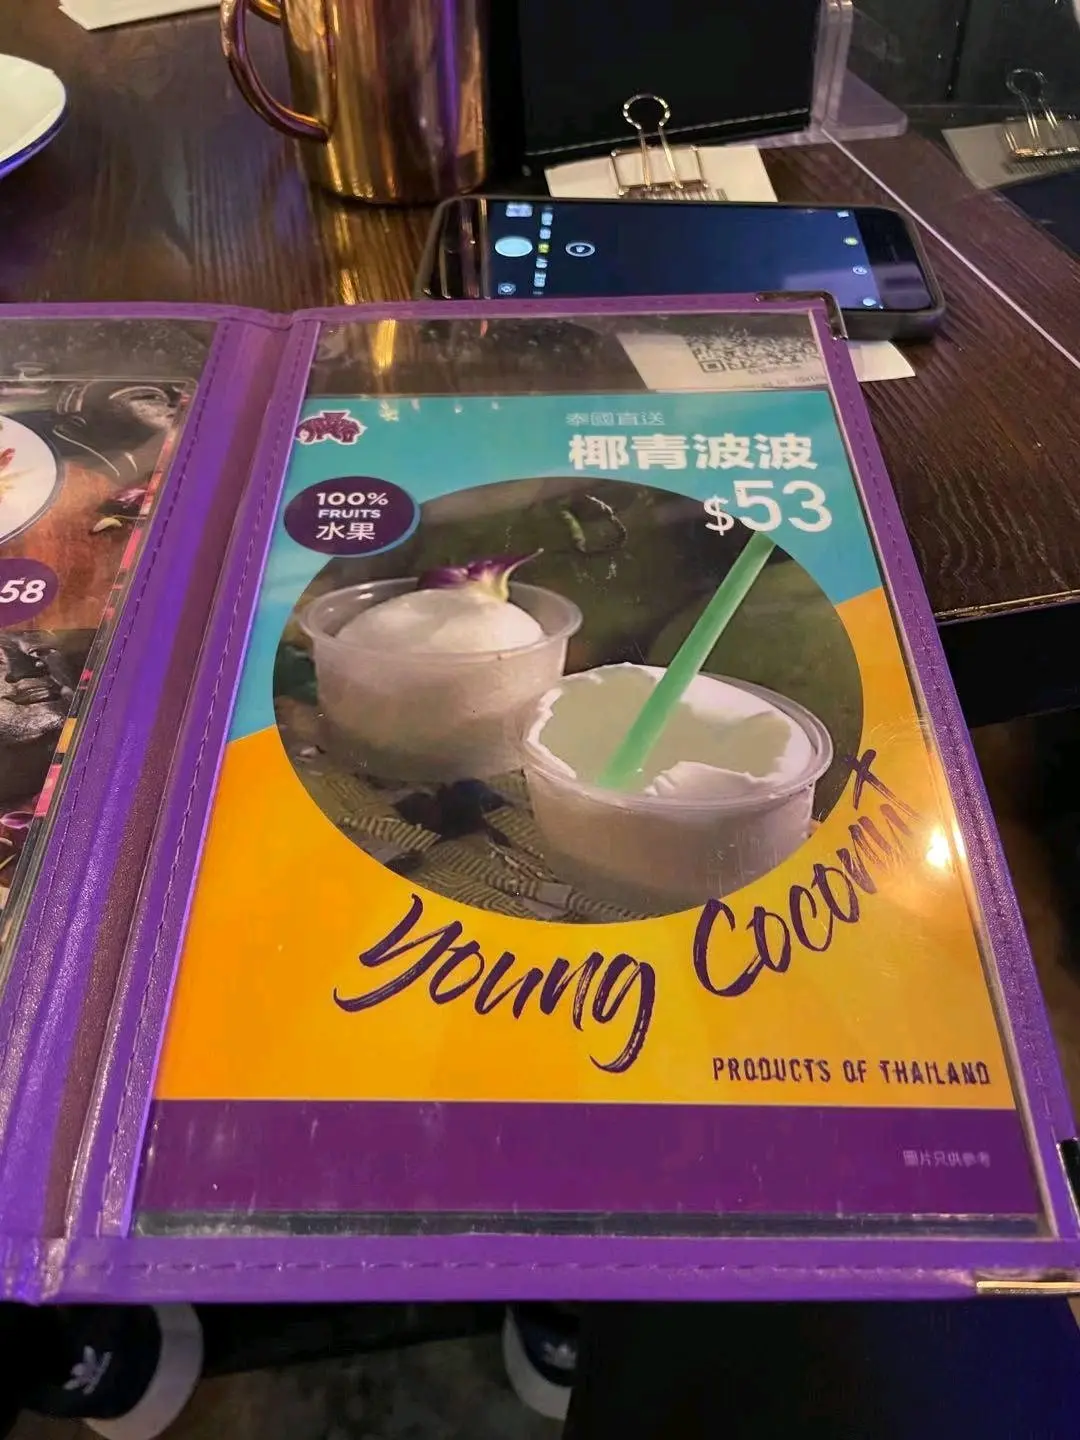 58
泰國直送
椰青波波
$53
100%
FRUITS
水果
Young Coconut
PRODUCTS OF THAILAND
圖片只供參考